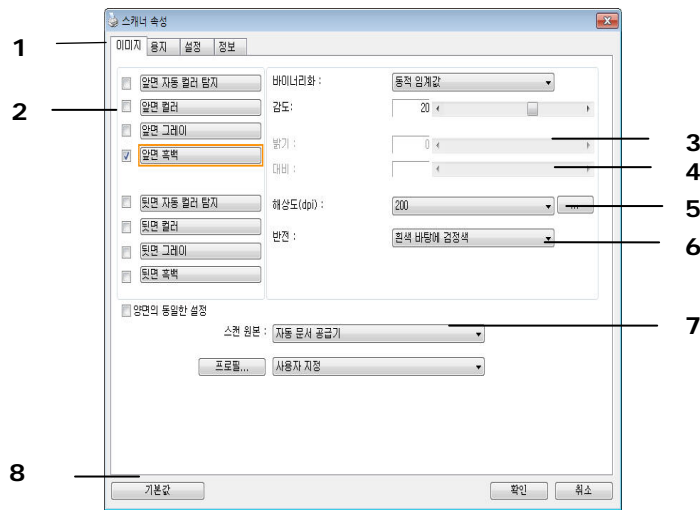 스캐너 속성
1
이미지 용지 설정 정보
앞면 자동 컬러 탐지 바이너리화 : 동적 임계값
2 앞면 컬러 감도: 20
앞면 그레이
앞면 흑백 밝기 : 0 3
대비 : 4
뒷면 자동 컬러 탐지 해상도(dpi) : 200 ... 5
뒷면 컬러
반전 : 흰색 바탕에 검정색 6
뒷면 그레이
뒷면 흑백
양면의 동일한 설정
스캔 원본 : 자동 문서 공급기 7
프로필... 사용자 지정
8
기본값 확인 취소